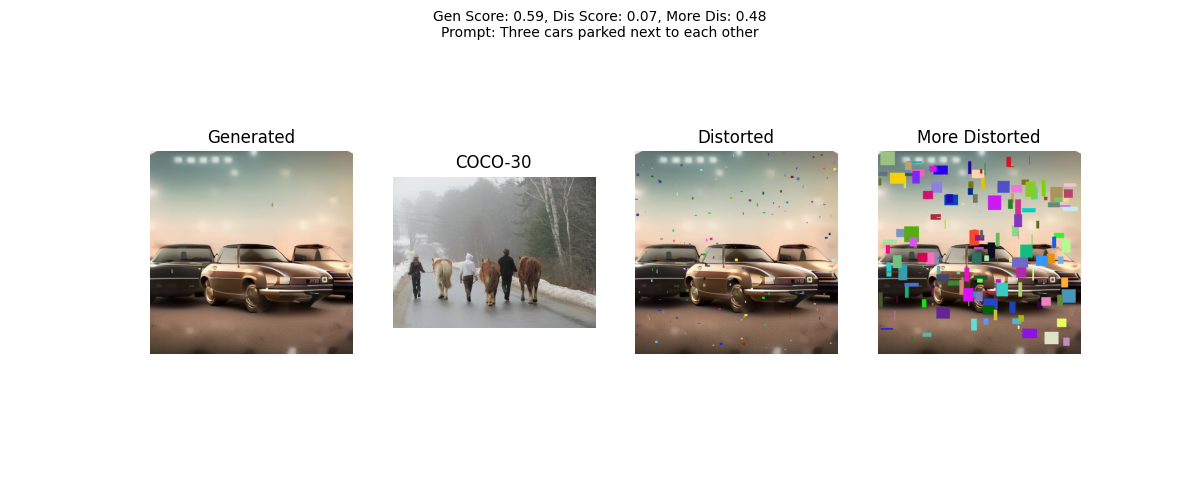 Gen Score: 0.59, Dis Score: 0.07, More Dis: 0.48
Prompt: Three cars parked next to each other
Generated
COCO-30
Distorted
More Distorted